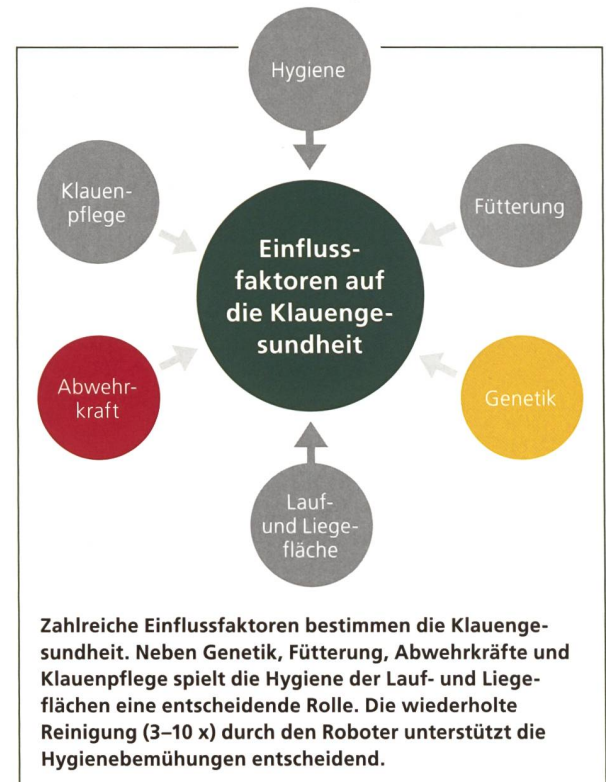 Hygiene
Klauen-
pflege
Fütterung
Einfluss-
faktoren auf
die Klauenge-
sundheit
Abwehr-
kraft
Genetik
Lauf-
und Liege-
fläche
Zahlreiche Einflussfaktoren bestimmen die Klauenge-
sundheit. Neben Genetik, Fütterung, Abwehrkräfte und
Klauenpflege spielt die Hygiene der Lauf- und Liege-
flächen eine entscheidende Rolle. Die wiederholte
Reinigung (3–10 x) durch den Roboter unterstützt die
Hygienebemühungen entscheidend.